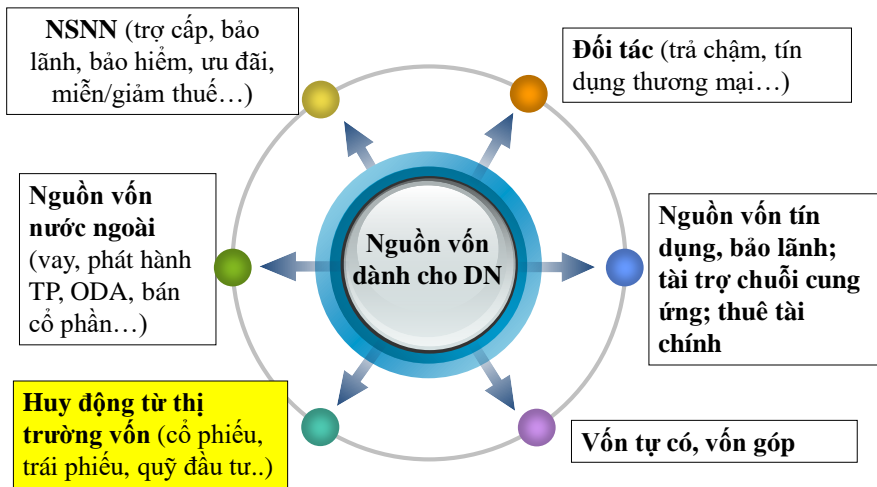 NSNN (trợ cấp, bảo
lãnh, bảo hiểm, ưu đãi,
miễn/giảm thuế…)
Đối tác (trả chậm, tín
dụng thương mại…)
Nguồn vốn
nước ngoài
(vay, phát hành
TP, ODA, bán
cổ phần…)
Nguồn vốn
dành cho DN
Nguồn vốn tín
dụng, bảo lãnh;
tài trợ chuỗi cung
ứng; thuê tài
chính
Huy động từ thị
trường vốn (cổ phiếu,
trái phiếu, quỹ đầu tư..)
Vốn tự có, vốn góp